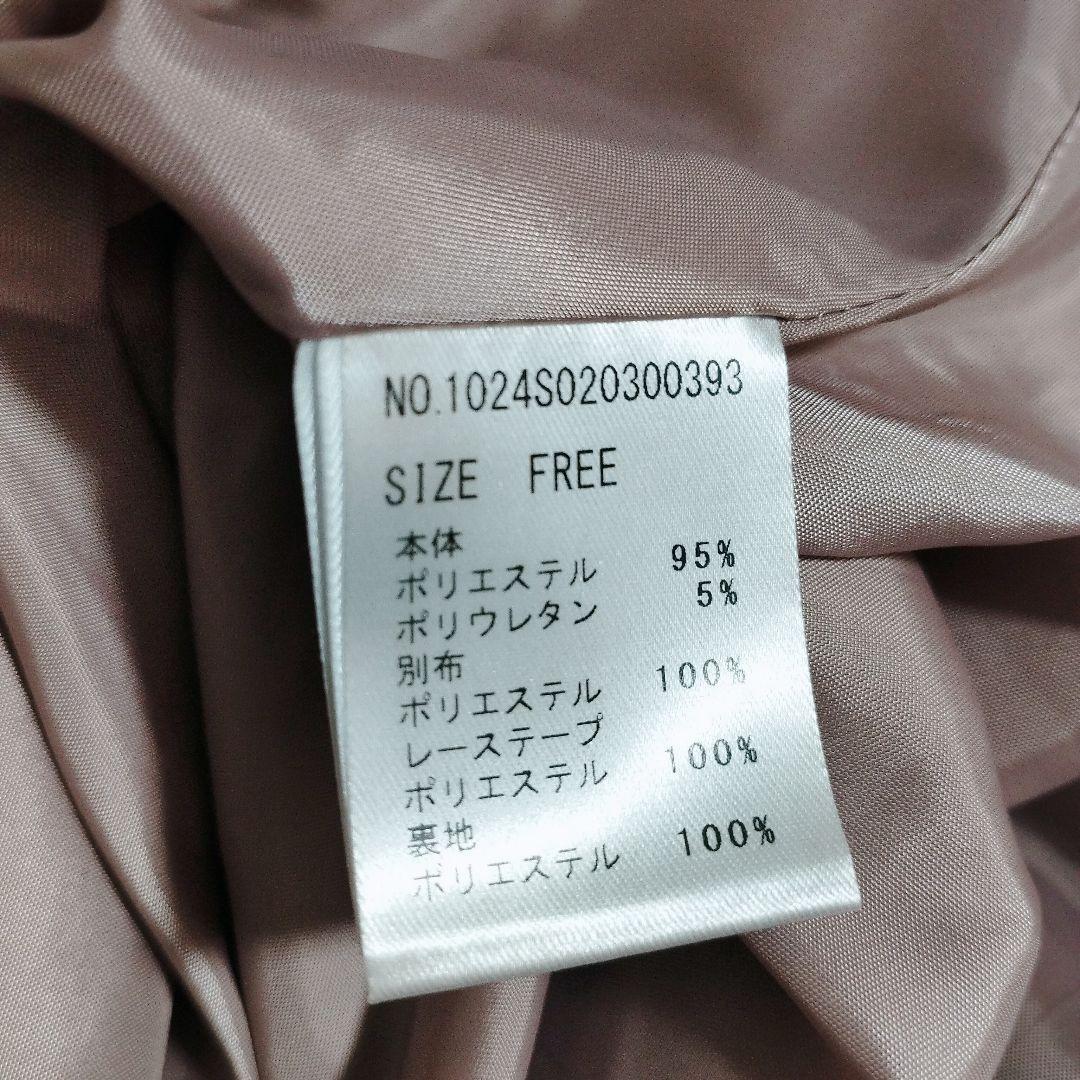 NO.1024S020300393
SIZE FREE
本体
ポリエステル 95%
ポリウレタン 5%
別布
ポリエステル 100%
レーステープ
ポリエステル 100%
裏地
ポリエステル 100%